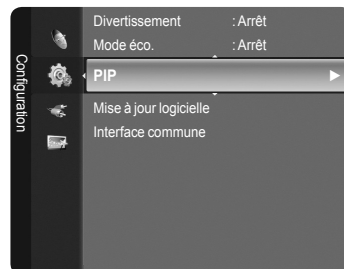 Configuration
Divertissement : Arrêt
Mode éco. : Arrêt
PIP
Mise à jour logicielle
Interface commune